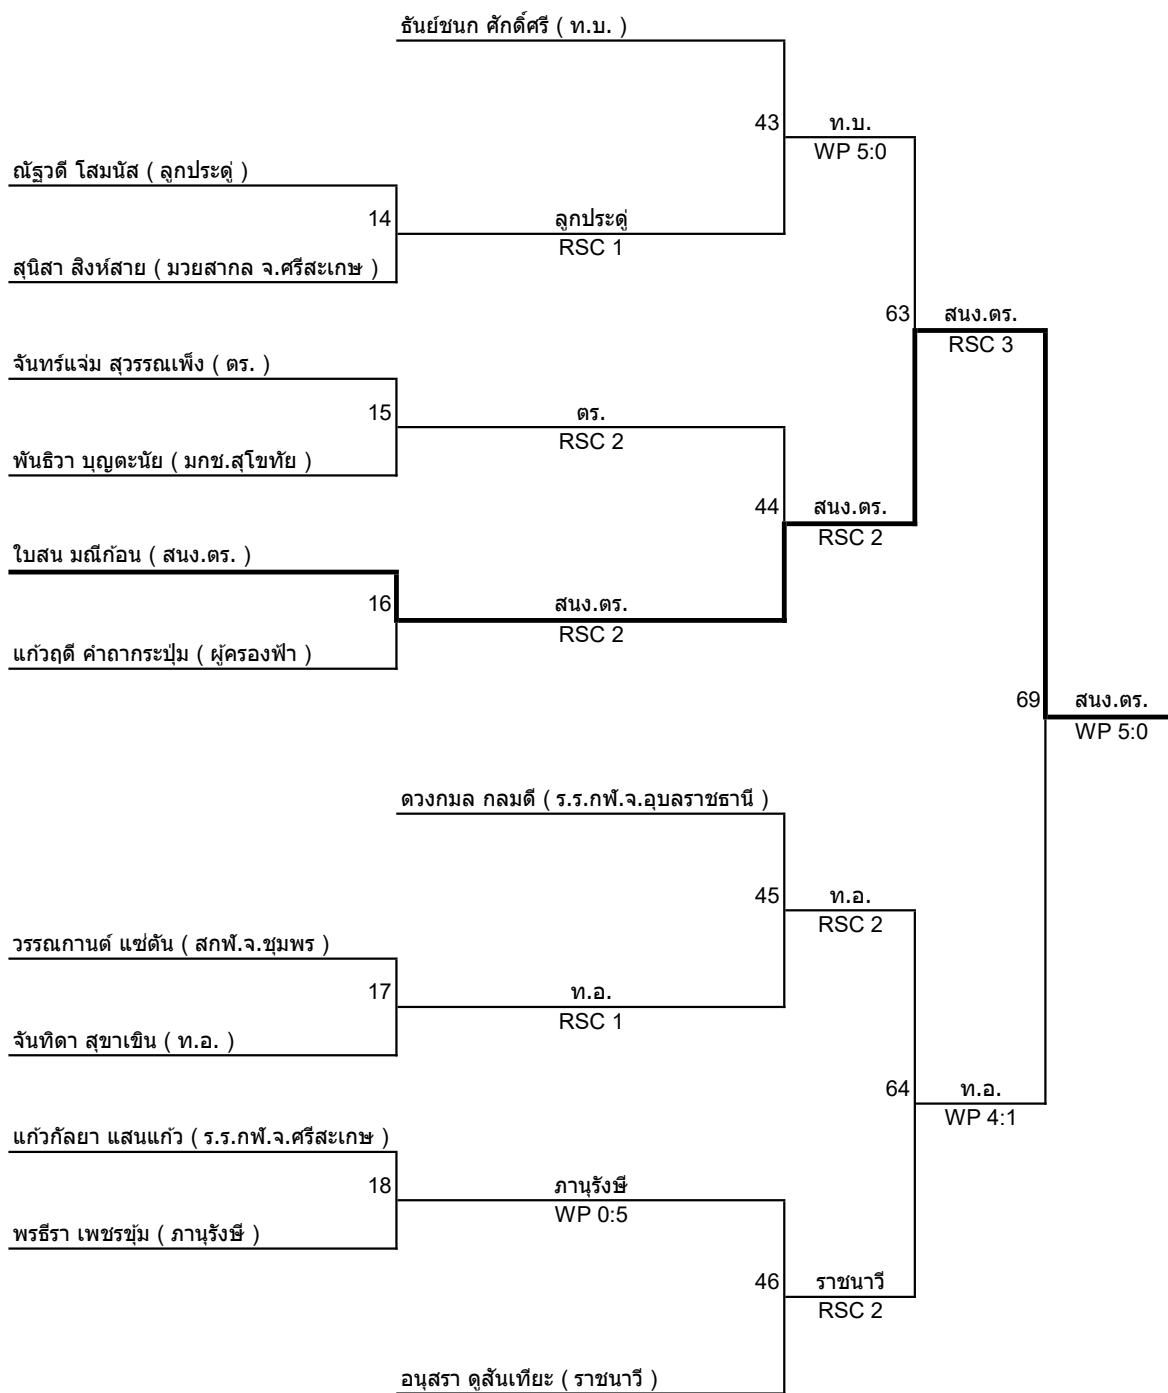 ธันย์ชนก ศักดิ์ศรี ( ท.บ. )
43 ท.บ.
WP 5:0
ณัฐวดี โสมนัส ( ลูกประดู่ )
14 ลูกประดู่
RSC 1
สุนิสา สิงห์สาย ( มวยสากล จ.ศรีสะเกษ )
63 สนง.ตร.
RSC 3
จันทร์แจ่ม สุวรรณเพ็ง ( ตร. )
15 ตร.
RSC 2
พันธิวา บุญตะนัย ( มกช.สุโขทัย )
44 สนง.ตร.
RSC 2
ใบสน มณีก้อน ( สนง.ตร. )
16 สนง.ตร.
RSC 2
แก้วฤดี คำถากระปุ่ม ( ผู้ครองฟ้า )
69 สนง.ตร.
WP 5:0
ดวงกมล กลมดี ( ร.ร.กฬ.จ.อุบลราชธานี )
45 ท.อ.
RSC 2
วรรณกานต์ แซ่ตัน ( สกฬ.จ.ชุมพร )
17 ท.อ.
RSC 1
จันทิดา สุขาเขิน ( ท.อ. )
64 ท.อ.
WP 4:1
แก้วกัลยา แสนแก้ว ( ร.ร.กฬ.จ.ศรีสะเกษ )
18 ภานุรังษี
WP 0:5
พรธีรา เพชรขุ้ม ( ภานุรังษี )
46 ราชนาวี
RSC 2
อนุสรา ดูสันเทียะ ( ราชนาวี )